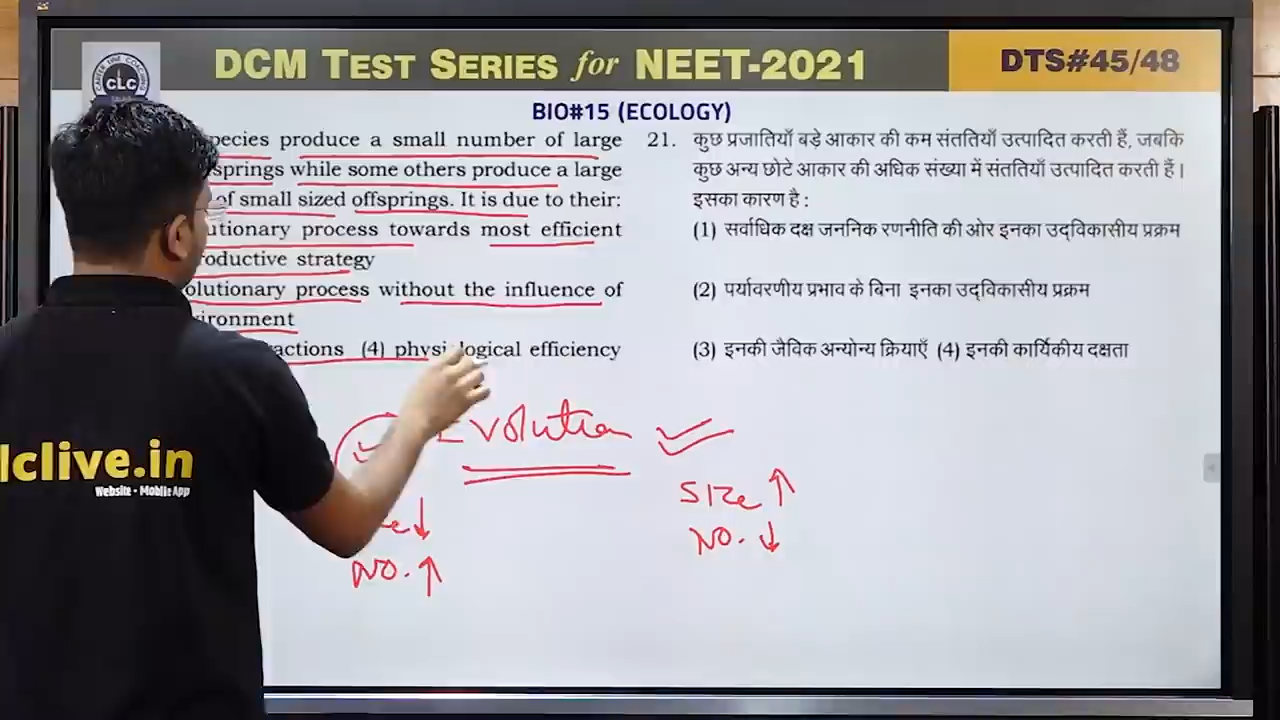 DCM TEST SERIES for NEET-2021
DTS#45/48
CLC
BIO#15 (ECOLOGY)
pecies produce a small number of large
springs while some others produce a large
of small sized offsprings. It is due to their:
utionary process towards most efficient
roductive strategy
olutionary process without the influence of
ironment
actions (4) physiological efficiency
21. कुछ प्रजातियाँ बड़े आकार की कम संततियाँ उत्पादित करती हैं, जबकि
कुछ अन्य छोटे आकार की अधिक संख्या में संततियाँ उत्पादित करती हैं।
इसका कारण है :
(1) सर्वाधिक दक्ष जननिक रणनीति की ओर इनका उद्‌विकासीय प्रक्रम
(2) पर्यावरणीय प्रभाव के बिना इनका उद्‌विकासीय प्रक्रम
(3) इनकी जैविक अन्योन्य क्रियाएँ (4) इनकी कार्यिकीय दक्षता
Evolution
Size ↑
No. ↓
e ↓
No. ↑
lclive.in
Website - Mobile App